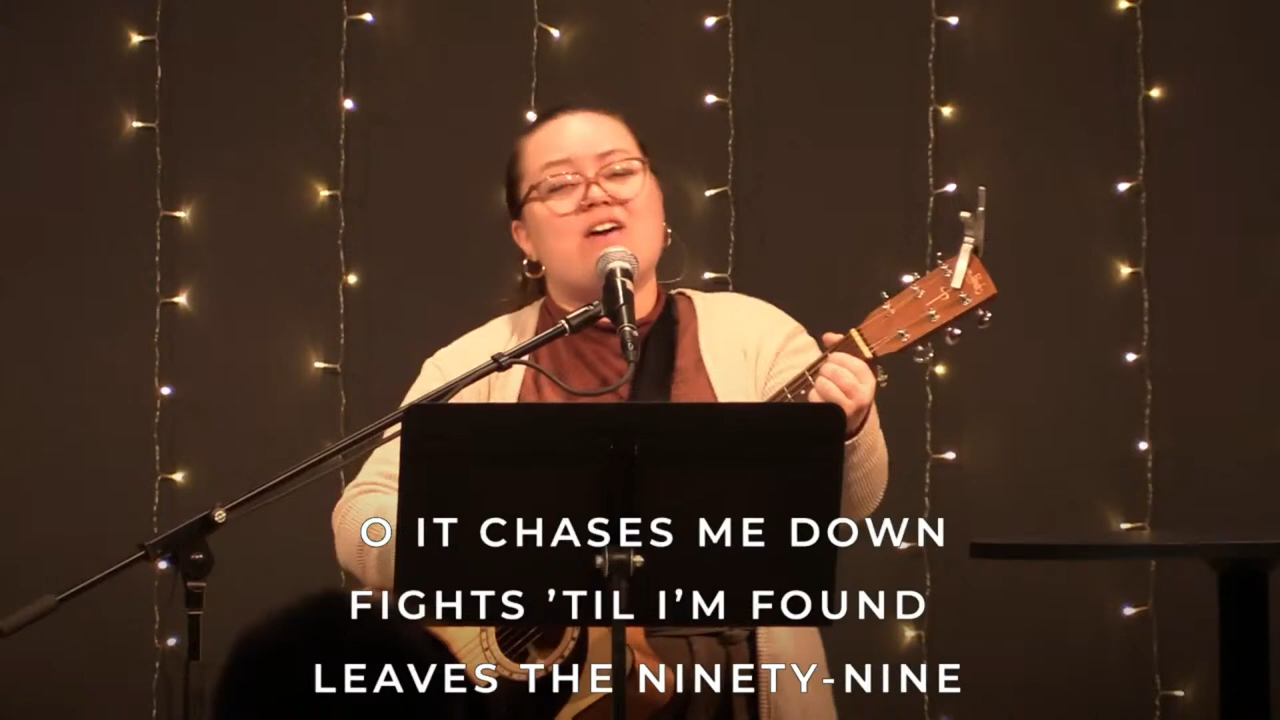 O IT CHASES ME DOWN
FIGHTS ’TIL I’M FOUND
LEAVES THE NINETY-NINE